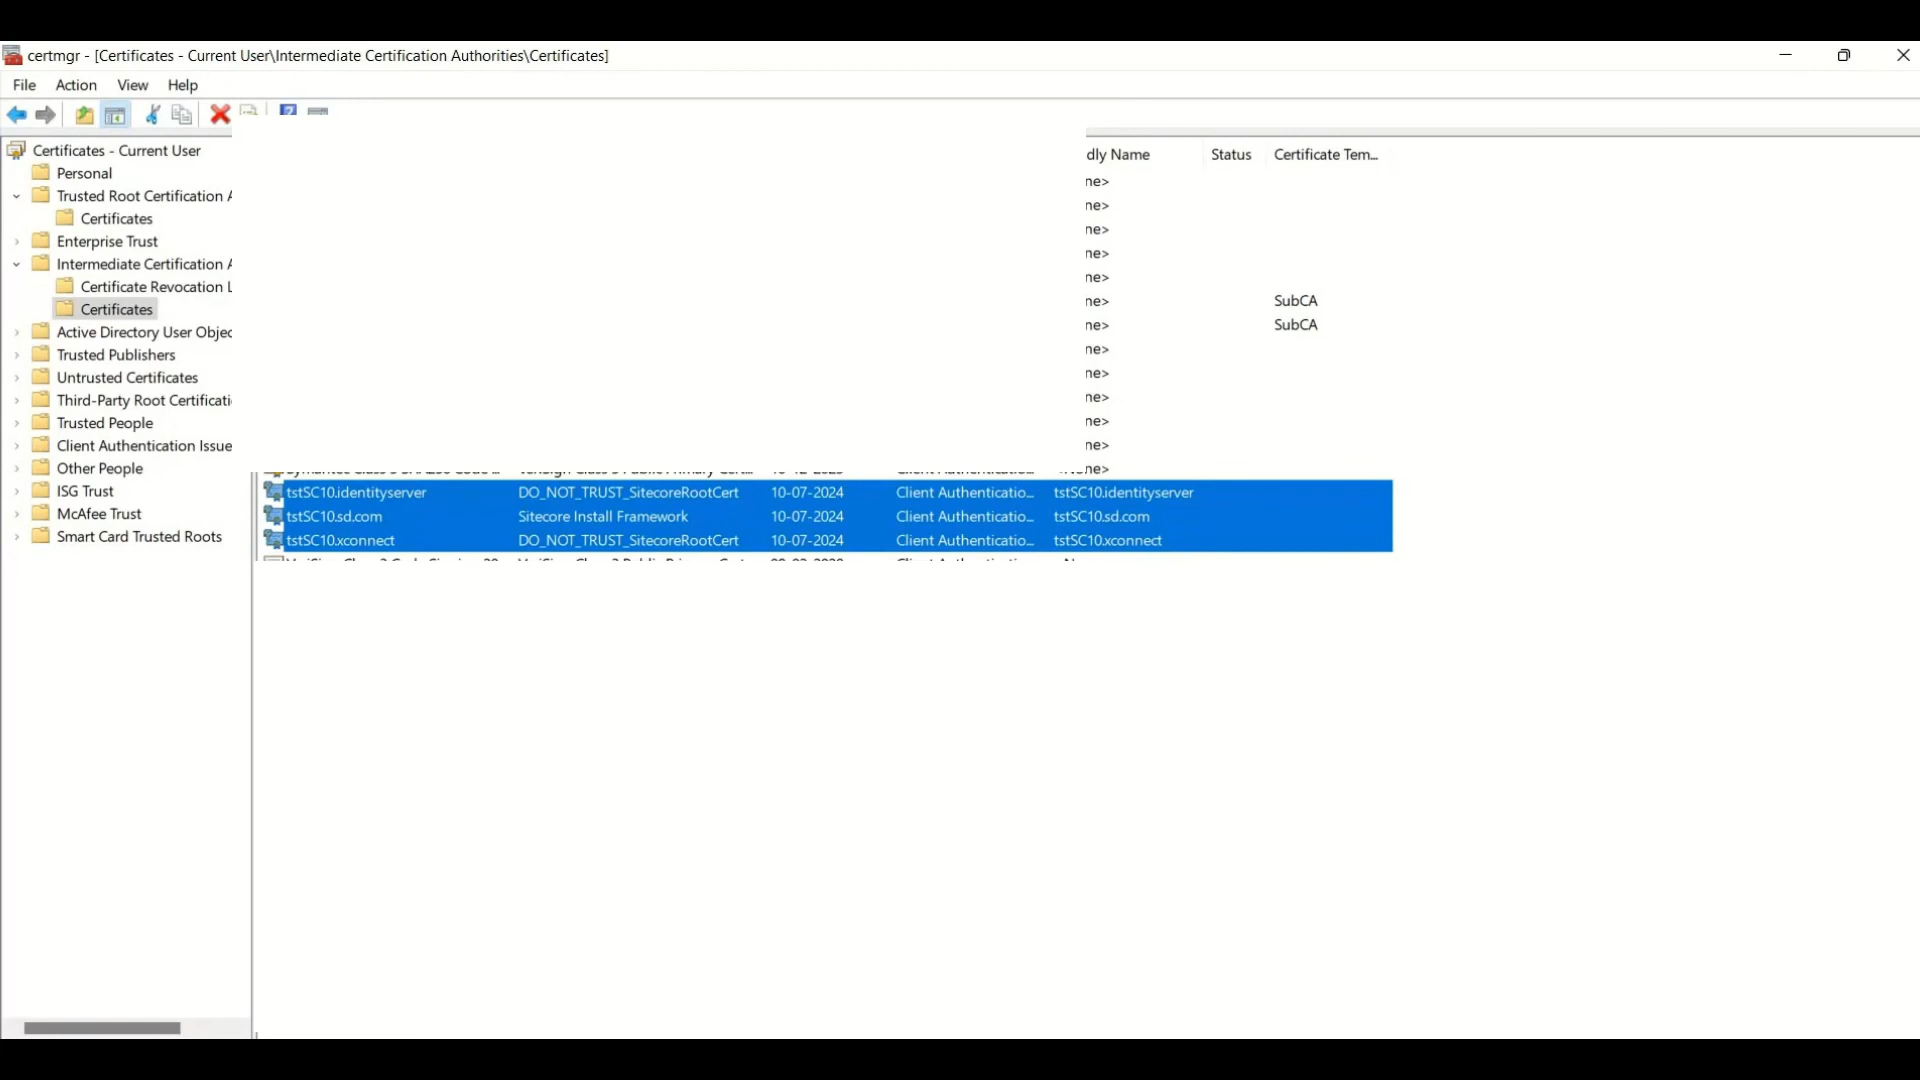 certmgr - [Certificates - Current User\Intermediate Certification Authorities\Certificates]
File Action View Help
Certificates - Current User
Personal
Trusted Root Certification
Certificates
Enterprise Trust
Intermediate Certification
Certificate Revocation
Certificates
Active Directory User
Trusted Publishers
Untrusted Certificates
Third-Party Root
Trusted People
Client Authentication
Other People
ISG Trust
McAfee Trust
Smart Card Trusted Roots
dly Name Status Certificate Tem...
ne>
ne>
ne>
ne>
ne>
ne> SubCA
ne> SubCA
ne>
ne>
ne>
ne>
ne>
ne>
tstSC10.identityserver DO_NOT_TRUST_SitecoreRootCert 10-07-2024 Client Authenticatio... tstSC10.identityserver
tstSC10.sd.com Sitecore Install Framework 10-07-2024 Client Authenticatio... tstSC10.sd.com
tstSC10.xconnect DO_NOT_TRUST_SitecoreRootCert 10-07-2024 Client Authenticatio... tstSC10.xconnect